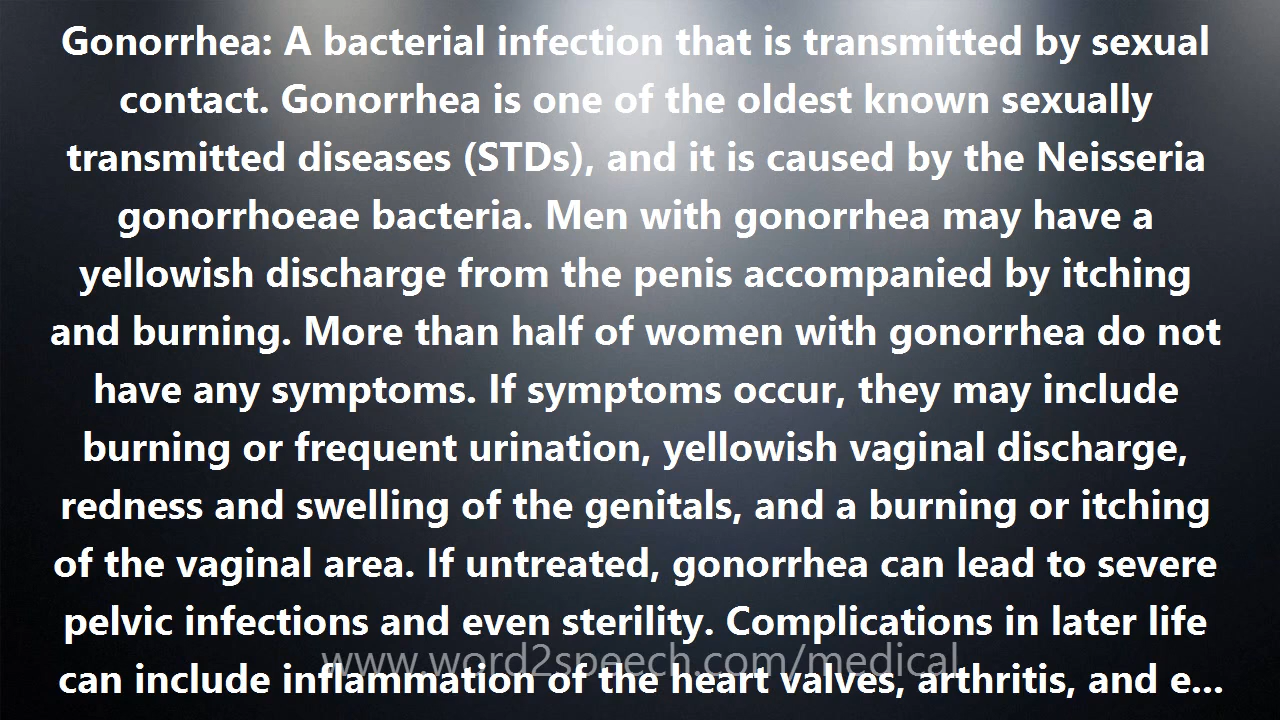 Gonorrhea: A bacterial infection that is transmitted by sexual
contact. Gonorrhea is one of the oldest known sexually
transmitted diseases (STDs), and it is caused by the Neisseria
gonorrhoeae bacteria. Men with gonorrhea may have a
yellowish discharge from the penis accompanied by itching
and burning. More than half of women with gonorrhea do not
have any symptoms. If symptoms occur, they may include
burning or frequent urination, yellowish vaginal discharge,
redness and swelling of the genitals, and a burning or itching
of the vaginal area. If untreated, gonorrhea can lead to severe
pelvic infections and even sterility. Complications in later life
www.word2speech.com/medical
can include inflammation of the heart valves, arthritis, and e...